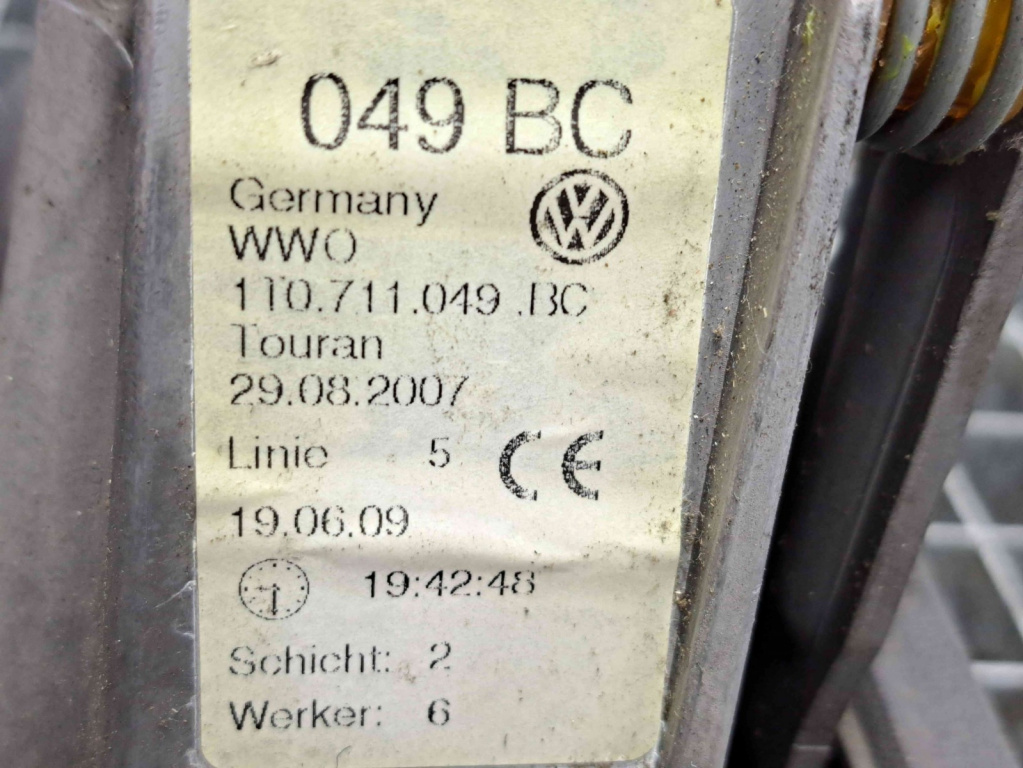 049 BC
Germany
WWO
1T0.711.049 .BC
Touran
29.08.2007
Linie 5 CE
19.06.09
19:42:48
Schicht: 2
Werker: 6